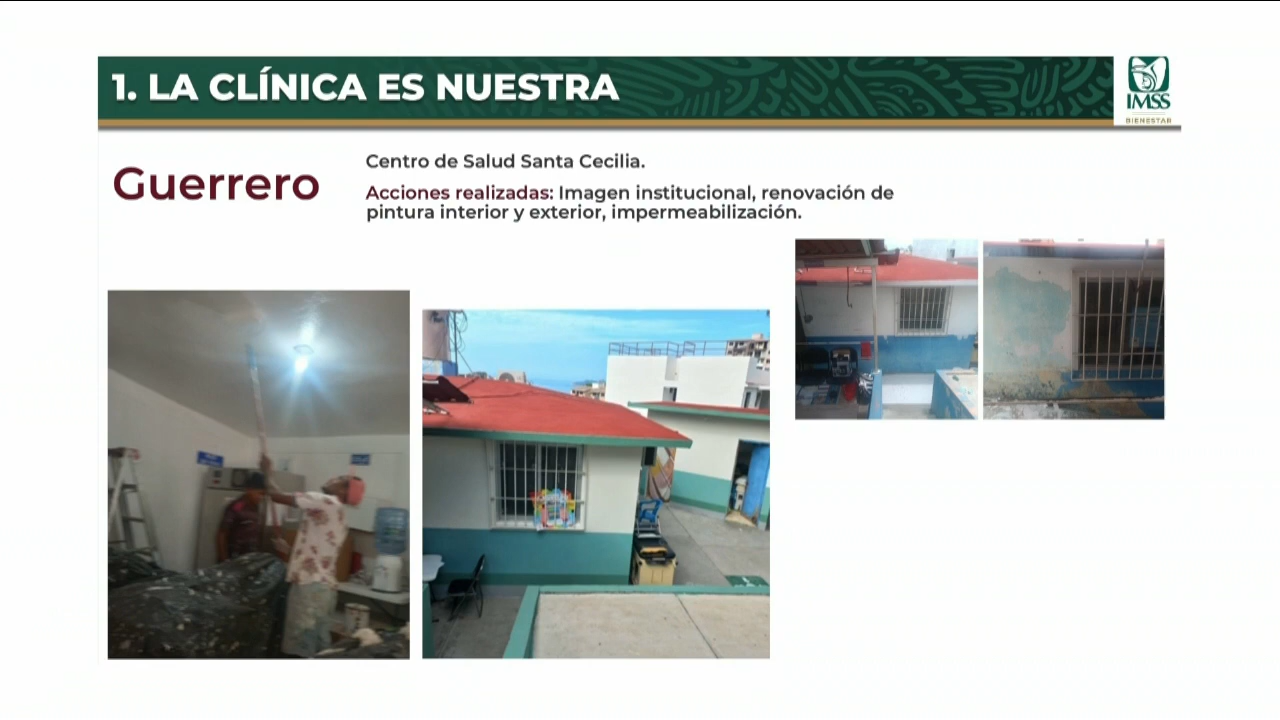 1. LA CLÍNICA ES NUESTRA
IMSS
BIENESTAR
Guerrero
Centro de Salud Santa Cecilia.
Acciones realizadas: Imagen institucional, renovación de
pintura interior y exterior, impermeabilización.